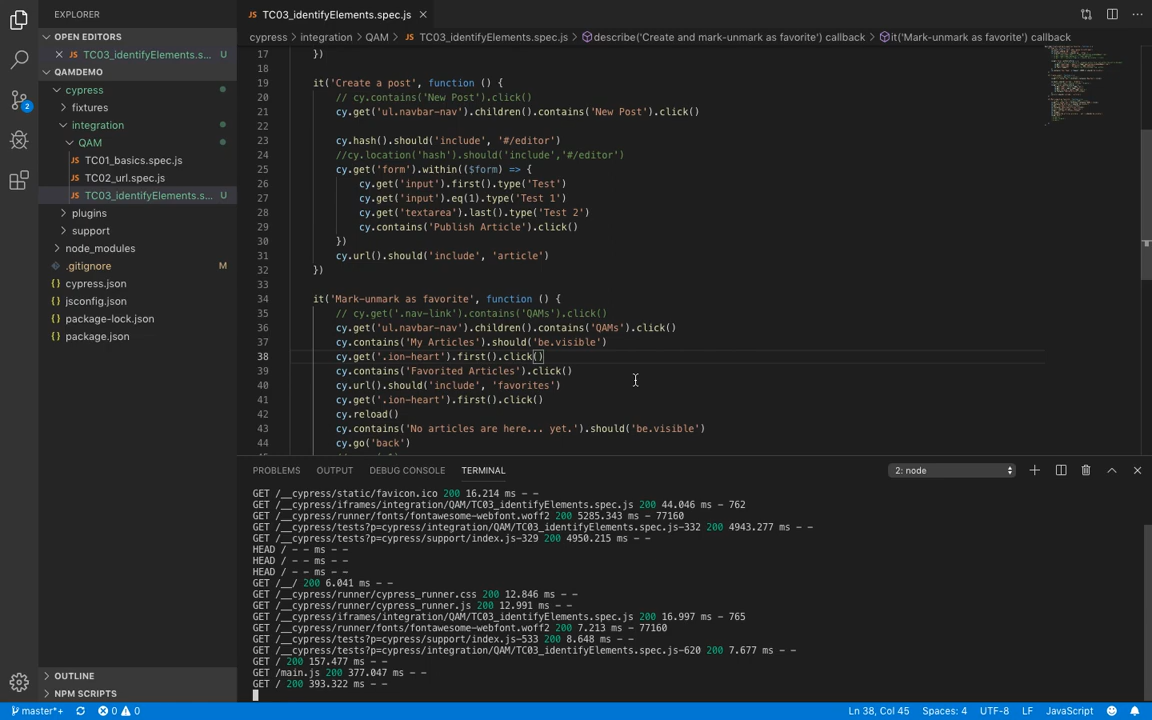 EXPLORER
OPEN EDITORS
JS TC03_identifyElements.s... U
QAMDEMO
cypress
fixtures
integration
QAM
JS TC01_basics.spec.js
JS TC02_url.spec.js
JS TC03_identifyElements.s... U
plugins
support
node_modules
.gitignore M
{} cypress.json
{} jsconfig.json
{} package-lock.json
{} package.json
OUTLINE
NPM SCRIPTS
2
JS TC03_identifyElements.spec.js
cypress > integration > QAM > JS TC03_identifyElements.spec.js > describe('Create and mark-unmark as favorite') callback > it('Mark-unmark as favorite') callback
17 })
18
19 it('Create a post', function () {
20 // cy.contains('New Post').click()
21 cy.get('ul.navbar-nav').children().contains('New Post').click()
22
23 cy.hash().should('include', '#/editor')
24 //cy.location('hash').should('include','#/editor')
25 cy.get('form').within(($form) => {
26 cy.get('input').first().type('Test')
27 cy.get('input').eq(1).type('Test 1')
28 cy.get('textarea').last().type('Test 2')
29 cy.contains('Publish Article').click()
30 })
31 cy.url().should('include', 'article')
32 })
33
34 it('Mark-unmark as favorite', function () {
35 // cy.get('.nav-link').contains('QAMs').click()
36 cy.get('ul.navbar-nav').children().contains('QAMs').click()
37 cy.contains('My Articles').should('be.visible')
38 cy.get('.ion-heart').first().click()
39 cy.contains('Favorited Articles').click()
40 cy.url().should('include', 'favorites')
41 cy.get('.ion-heart').first().click()
42 cy.reload()
43 cy.contains('No articles are here... yet.').should('be.visible')
44 cy.go('back')
PROBLEMS OUTPUT DEBUG CONSOLE TERMINAL 2: node
GET /__cypress/static/favicon.ico 200 16.214 ms - -
GET /__cypress/iframes/integration/QAM/TC03_identifyElements.spec.js 200 44.046 ms - 762
GET /__cypress/runner/fonts/fontawesome-webfont.woff2 200 5285.343 ms - 77160
GET /__cypress/tests?p=cypress/integration/QAM/TC03_identifyElements.spec.js-332 200 4943.277 ms - -
GET /__cypress/tests?p=cypress/support/index.js-329 200 4950.215 ms - -
HEAD / - - ms - -
HEAD / - - ms - -
HEAD / - - ms - -
GET /__/ 200 6.041 ms - -
GET /__cypress/runner/cypress_runner.css 200 12.846 ms - -
GET /__cypress/runner/cypress_runner.js 200 12.991 ms - -
GET /__cypress/iframes/integration/QAM/TC03_identifyElements.spec.js 200 16.997 ms - 765
GET /__cypress/runner/fonts/fontawesome-webfont.woff2 200 7.213 ms - 77160
GET /__cypress/tests?p=cypress/support/index.js-533 200 8.648 ms - -
GET /__cypress/tests?p=cypress/integration/QAM/TC03_identifyElements.spec.js-620 200 7.677 ms - -
GET / 200 157.477 ms - -
GET /main.js 200 377.047 ms - -
GET / 200 393.322 ms - -
master*+ 0 0 Ln 38, Col 45 Spaces: 4 UTF-8 LF JavaScript